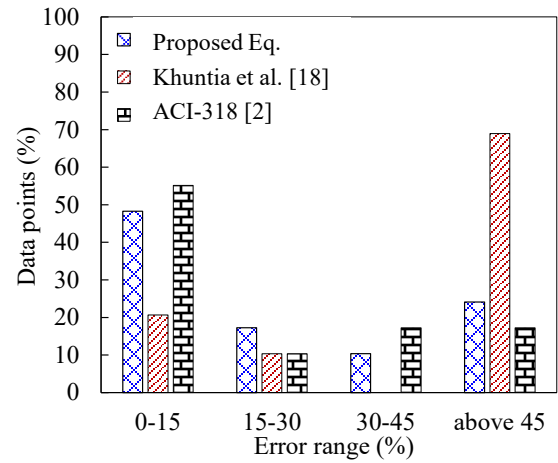 100
90
80
70
60
50
40
30
20
10
0
Data points (%)
Proposed Eq.
Khuntia et al. [18]
ACI-318 [2]
0-15 15-30 30-45 above 45
Error range (%)